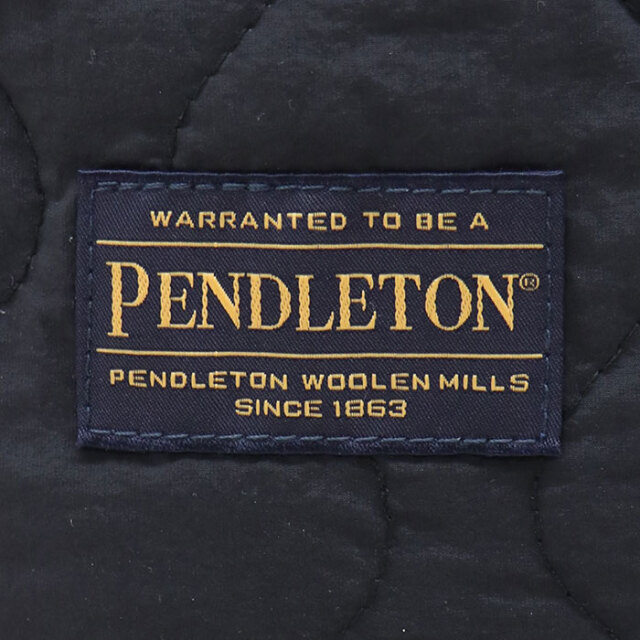 WARRANTED TO BE A
PENDLETON®
PENDLETON WOOLEN MILLS
SINCE 1863